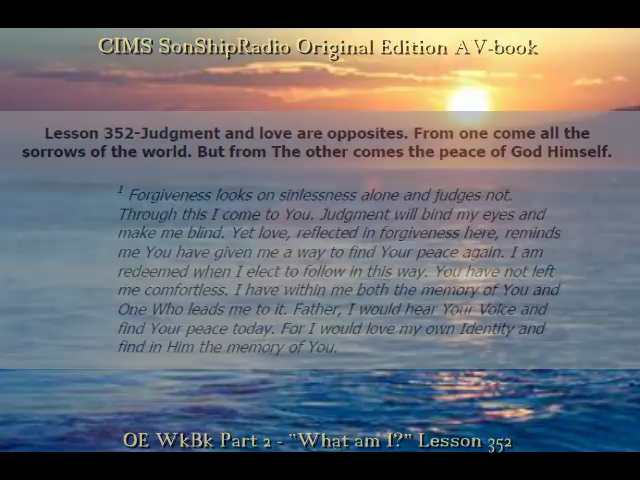 CIMS SonShipRadio Original Edition AV-book
Lesson 352-Judgment and love are opposites. From one come all the
sorrows of the world. But from The other comes the peace of God Himself.
1 Forgiveness looks on sinlessness alone and judges not.
Through this I come to You. Judgment will bind my eyes and
make me blind. Yet love, reflected in forgiveness here, reminds
me You have given me a way to find Your peace again. I am
redeemed when I elect to follow in this way. You have not left
me comfortless. I have within me both the memory of You and
One Who leads me to it. Father, I would hear Your Voice and
find Your peace today. For I would love my own Identity and
find in Him the memory of You.
OE WkBk Part 2 - "What am I?" Lesson 352